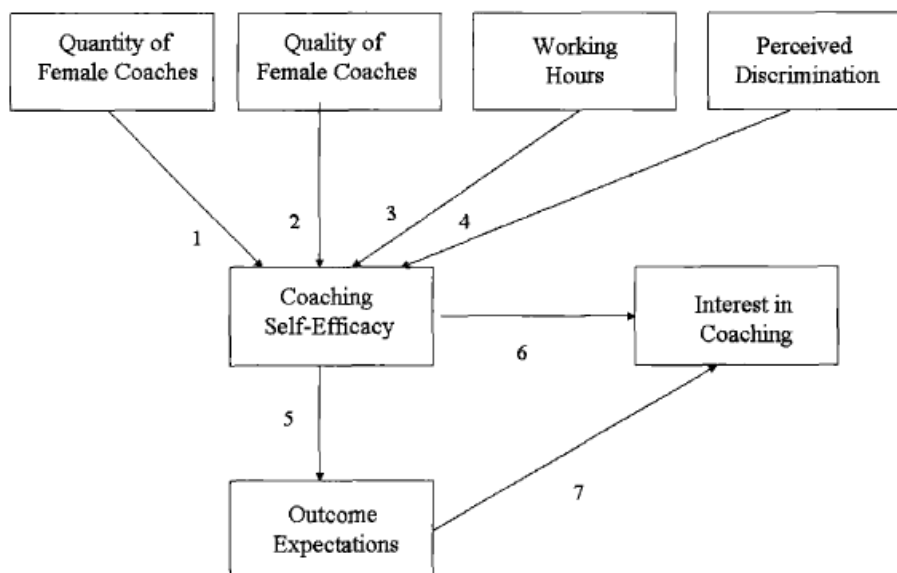 Quantity of
Female Coaches
Quality of
Female Coaches
Working
Hours
Perceived
Discrimination
1
2
3
4
Coaching
Self-Efficacy
Interest in
Coaching
6
5
7
Outcome
Expectations